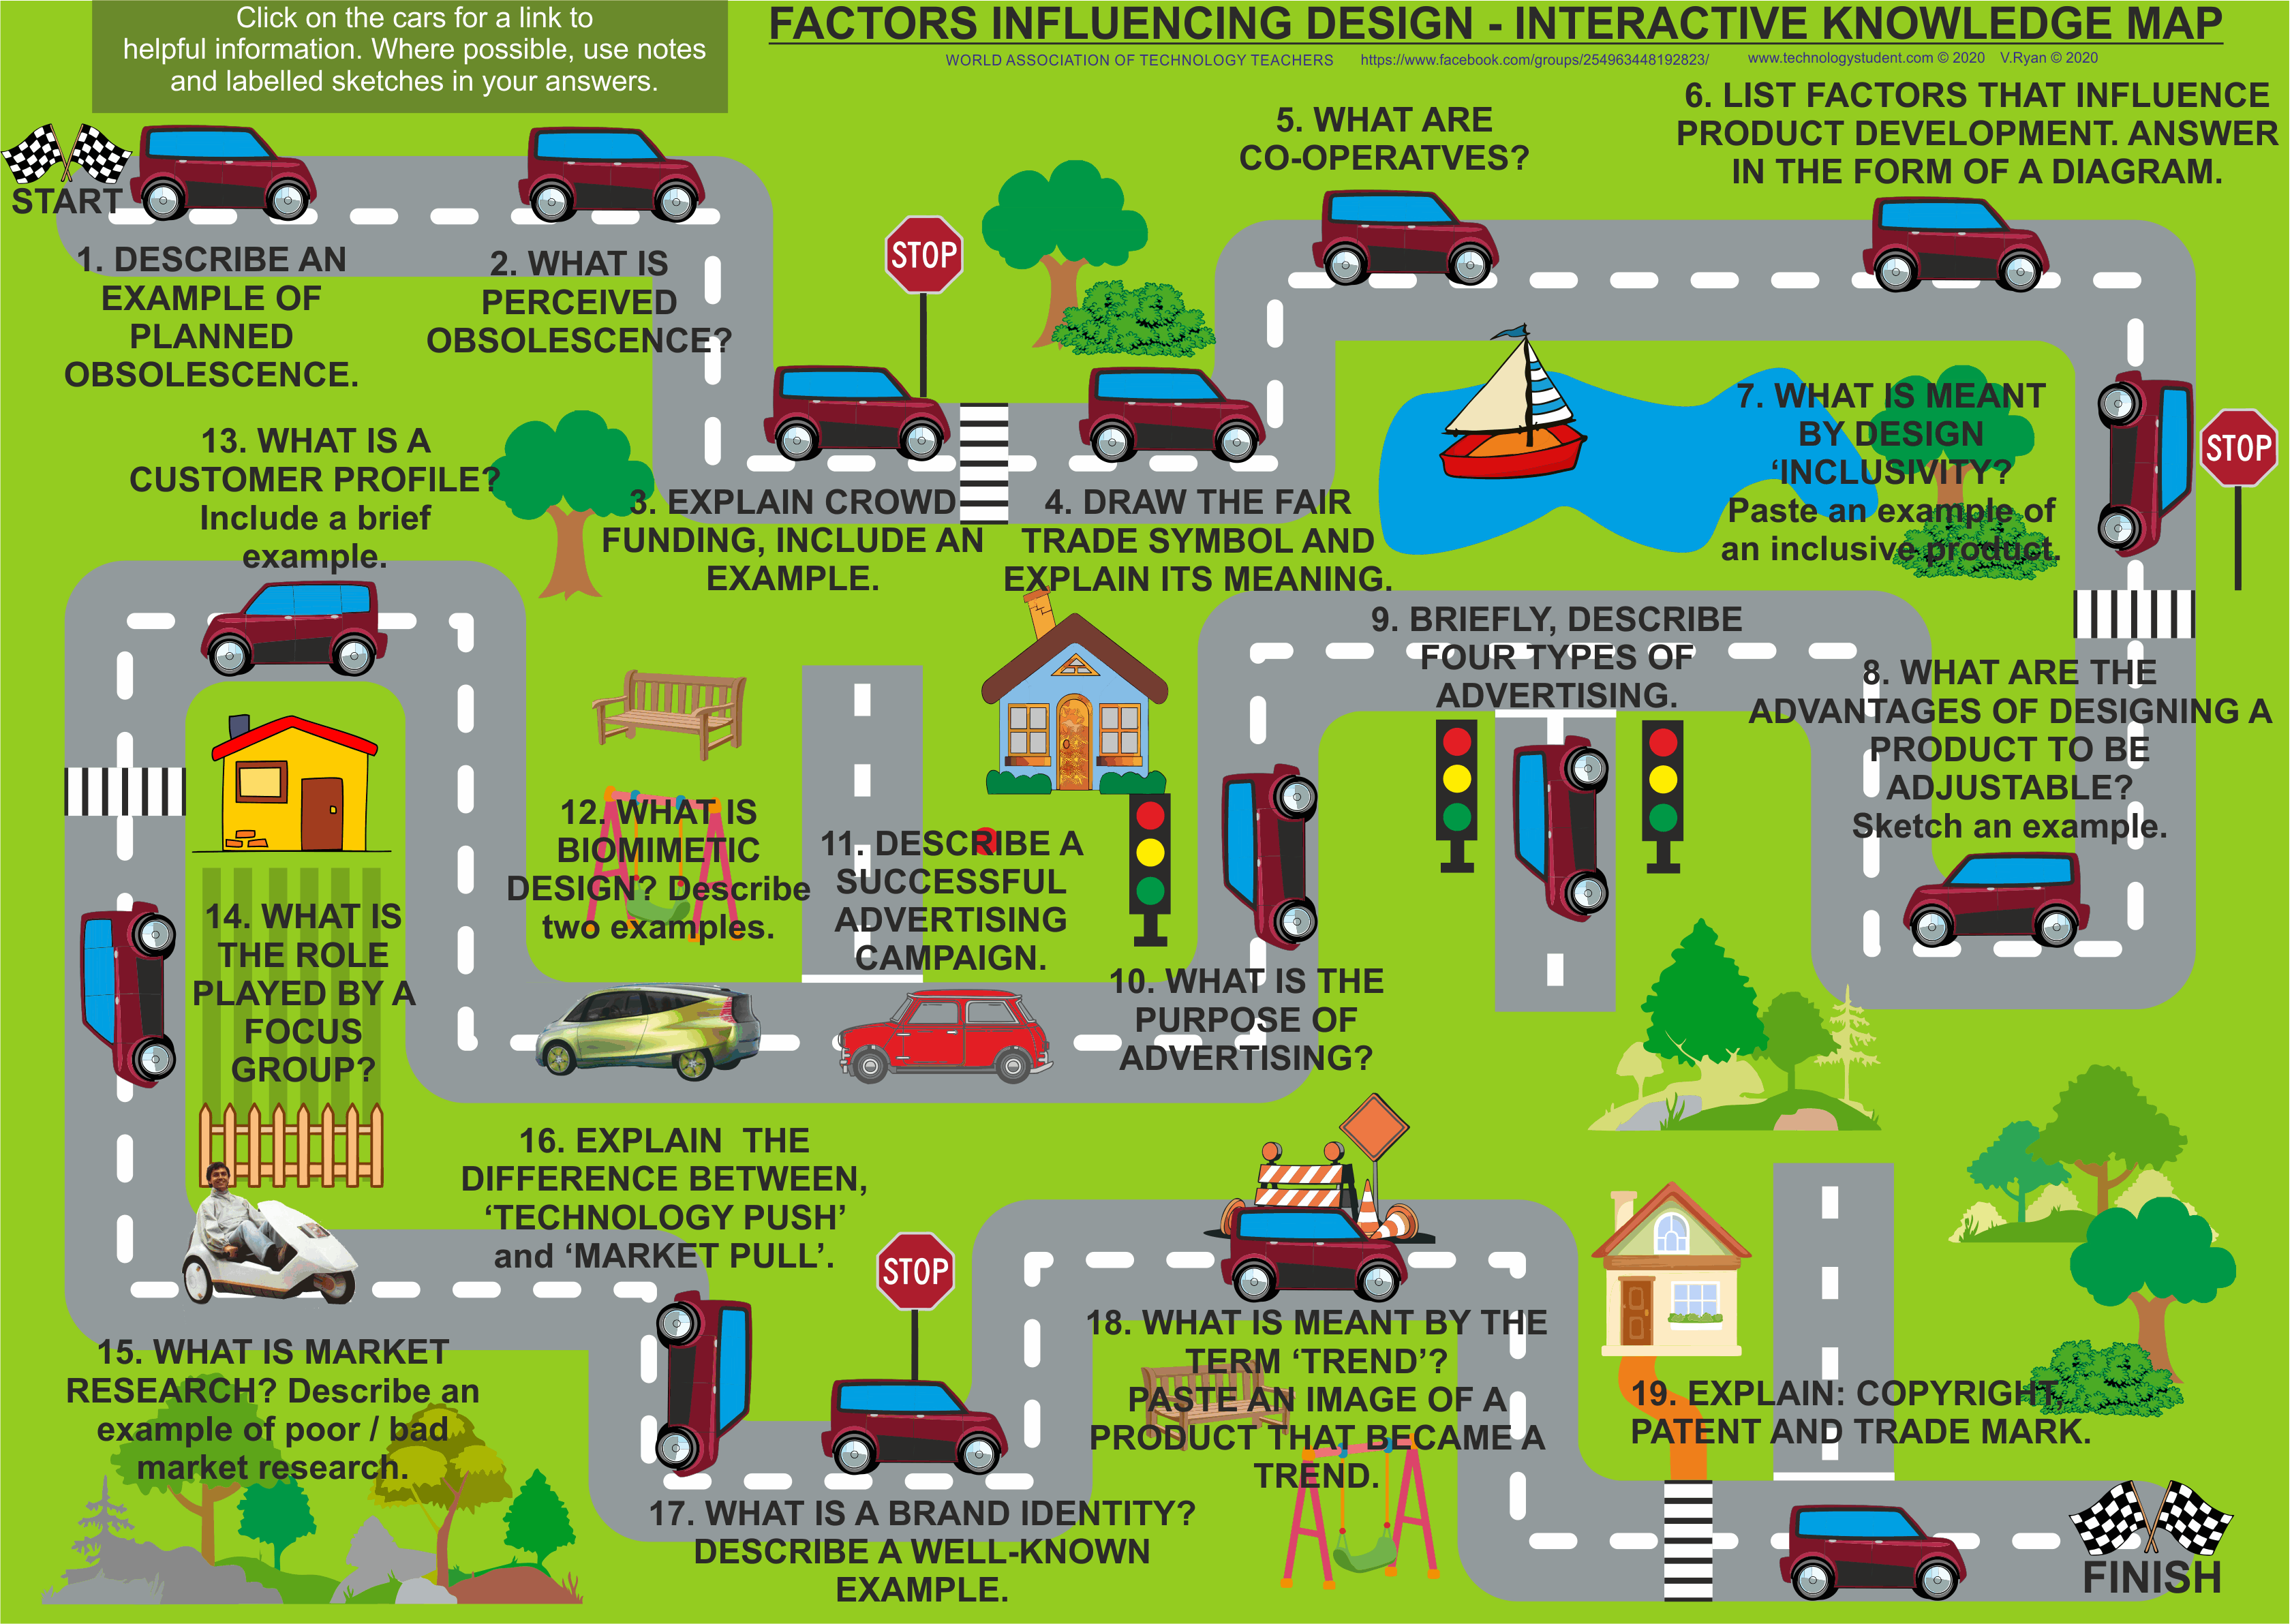 Click on the cars for a link to
helpful information. Where possible, use notes
and labelled sketches in your answers.
FACTORS INFLUENCING DESIGN - INTERACTIVE KNOWLEDGE MAP
WORLD ASSOCIATION OF TECHNOLOGY TEACHERS https://www.facebook.com/groups/254963448192823/ www.technologystudent.com © 2020 V.Ryan © 2020
START
1. DESCRIBE AN
EXAMPLE OF
PLANNED
OBSOLESCENCE.
2. WHAT IS
PERCEIVED
OBSOLESCENCE?
STOP
3. EXPLAIN CROWD
FUNDING, INCLUDE AN
EXAMPLE.
4. DRAW THE FAIR
TRADE SYMBOL AND
EXPLAIN ITS MEANING.
5. WHAT ARE
CO-OPERATVES?
6. LIST FACTORS THAT INFLUENCE
PRODUCT DEVELOPMENT. ANSWER
IN THE FORM OF A DIAGRAM.
7. WHAT IS MEANT
BY DESIGN
‘INCLUSIVITY?
Paste an example of
an inclusive product.
STOP
8. WHAT ARE THE
ADVANTAGES OF DESIGNING A
PRODUCT TO BE
ADJUSTABLE?
Sketch an example.
9. BRIEFLY, DESCRIBE
FOUR TYPES OF
ADVERTISING.
10. WHAT IS THE
PURPOSE OF
ADVERTISING?
11. DESCRIBE A
SUCCESSFUL
ADVERTISING
CAMPAIGN.
12. WHAT IS
BIOMIMETIC
DESIGN? Describe
two examples.
13. WHAT IS A
CUSTOMER PROFILE?
Include a brief
example.
14. WHAT IS
THE ROLE
PLAYED BY A
FOCUS
GROUP?
15. WHAT IS MARKET
RESEARCH? Describe an
example of poor / bad
market research.
16. EXPLAIN THE
DIFFERENCE BETWEEN,
‘TECHNOLOGY PUSH’
and ‘MARKET PULL’.
STOP
17. WHAT IS A BRAND IDENTITY?
DESCRIBE A WELL-KNOWN
EXAMPLE.
18. WHAT IS MEANT BY THE
TERM ‘TREND’?
PASTE AN IMAGE OF A
PRODUCT THAT BECAME A
TREND.
19. EXPLAIN: COPYRIGHT,
PATENT AND TRADE MARK.
FINISH